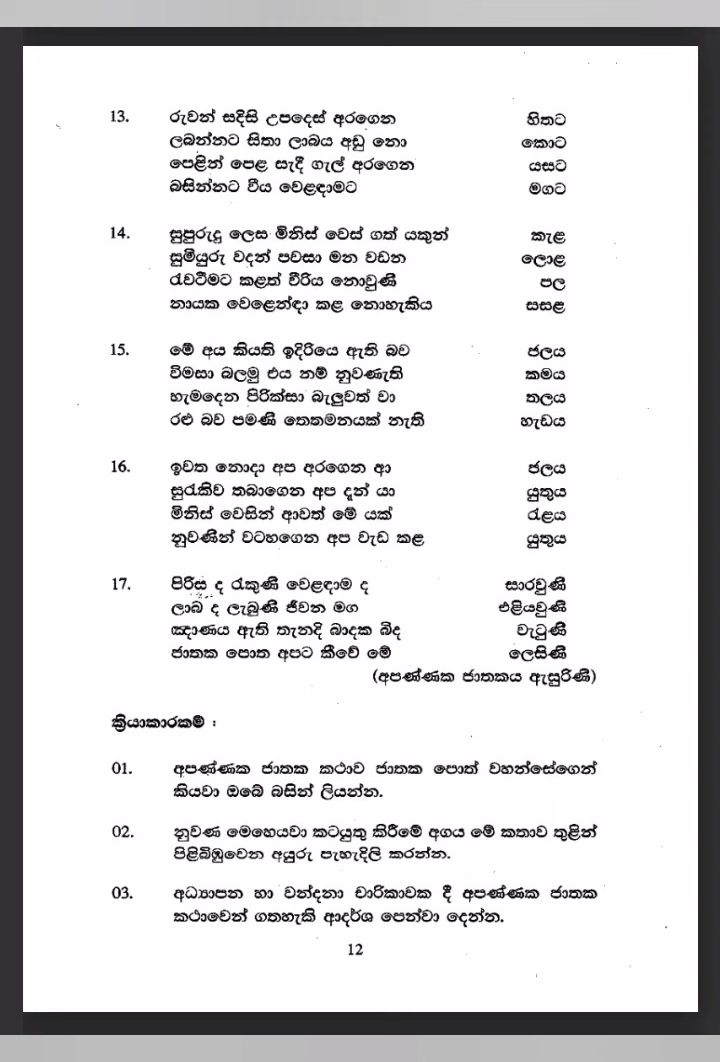 13. රුවන් සදිසි උපදෙස් අරගෙන හිතට
ලබන්නට සිතා ලාබය අඩු නො කොට
පෙළින් පෙළ සැදී ගැල් අරගෙන යසට
බසින්නට වීය වෙළඳාමට මගට
14. සුපුරුදු ලෙස මිනිස් වෙස් ගත් යකුන් කැළ
සුමියුරු වදන් පවසා මන වඩන ලොළ
රැවටීමට කළත් වීරිය නොවුණි පල
නායක වෙළෙන්ඳා කළ නොහැකිය සසළ
15. මේ අය කියති ඉදිරියෙ ඇති බව ජලය
විමසා බලමු එය නම් නුවණැති කමය
හැමදෙන පිරික්සා බැලුවත් වා තලය
රළු බව පමණි තෙතමනයක් නැති හැඩය
16. ඉවත නොදා අප අරගෙන ආ ජලය
සුරැකිව තබාගෙන අප දැන් යා යුතුය
මිනිස් වෙසින් ආවත් මේ යක් රැළය
නුවණින් වටහගෙන අප වැඩ කළ යුතුය
17. පිරිස ද රැකුණි වෙළඳාම ද සාරවුණි
ලාබ ද ලැබුණි ජීවන මග එළියවුණි
ඤාණය ඇති තැනදි බාදක බිද වැටුණි
ජාතක පොත අපට කීවේ මේ ලෙසිණි
(අපණ්ණක ජාතකය ඇසුරිණි)
ක්‍රියාකාරකම් :
01. අපණ්ණක ජාතක කථාව ජාතක පොත් වහන්සේගෙන්
කියවා ඔබේ බසින් ලියන්න.
02. නුවණ මෙහෙයවා කටයුතු කිරීමේ අගය මේ කතාව තුළින්
පිළිබිඹුවෙන අයුරු පැහැදිලි කරන්න.
03. අධ්‍යාපන හා වන්දනා චාරිකාවක දී අපණ්ණක ජාතක
කථාවෙන් ගතහැකි ආදර්ශ පෙන්වා දෙන්න.
12